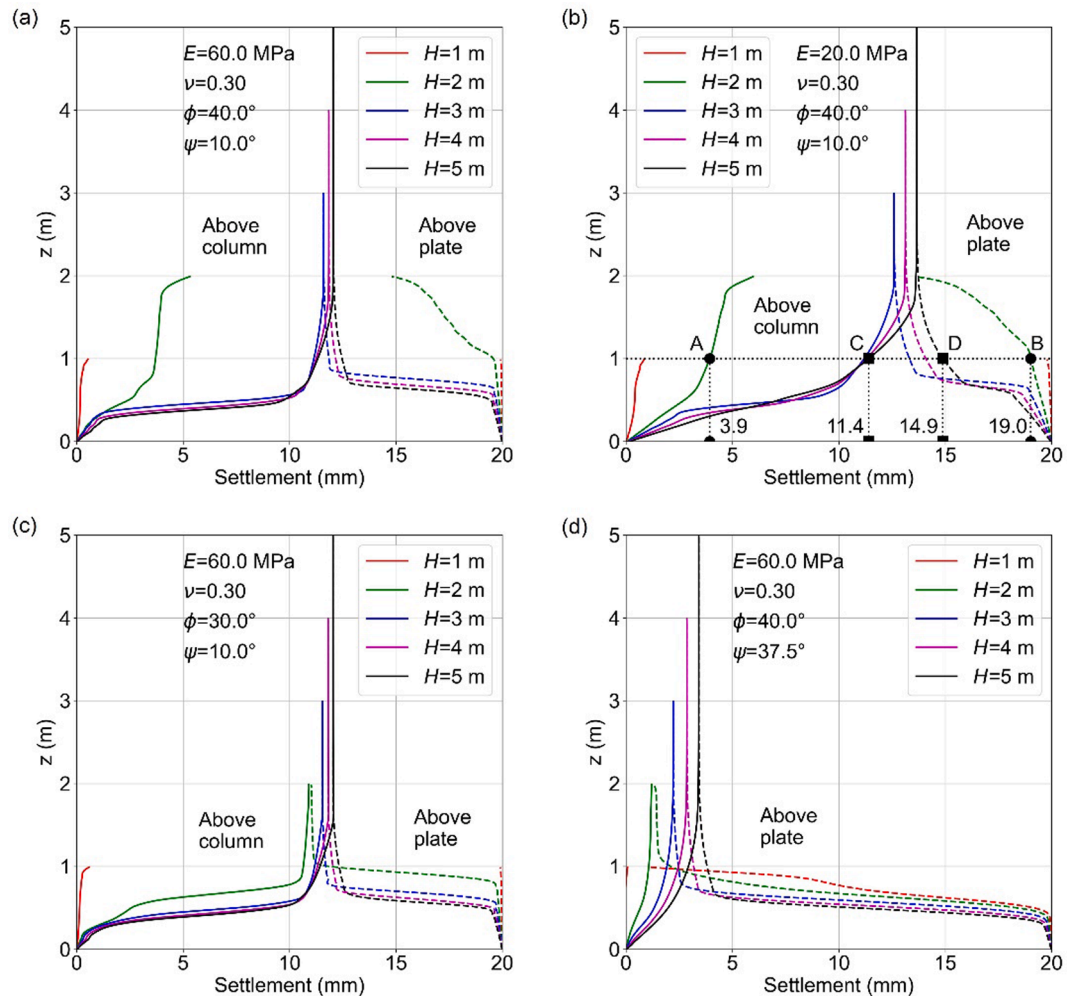 (a)
5
4
3
2
1
0
z (m)
E=60.0 MPa
ν=0.30
ϕ=40.0°
ψ=10.0°
H=1 m
H=2 m
H=3 m
H=4 m
H=5 m
Above
column
Above
plate
0 5 10 15 20
Settlement (mm)
(b)
5
4
3
2
1
0
z (m)
H=1 m
H=2 m
H=3 m
H=4 m
H=5 m
E=20.0 MPa
ν=0.30
ϕ=40.0°
ψ=10.0°
Above
plate
Above
column
A C D B
3.9 11.4 14.9 19.0
0 5 10 15 20
Settlement (mm)
(c)
5
4
3
2
1
0
z (m)
E=60.0 MPa
ν=0.30
ϕ=30.0°
ψ=10.0°
H=1 m
H=2 m
H=3 m
H=4 m
H=5 m
Above
column
Above
plate
0 5 10 15 20
Settlement (mm)
(d)
5
4
3
2
1
0
z (m)
E=60.0 MPa
ν=0.30
ϕ=40.0°
ψ=37.5°
H=1 m
H=2 m
H=3 m
H=4 m
H=5 m
Above
plate
0 5 10 15 20
Settlement (mm)